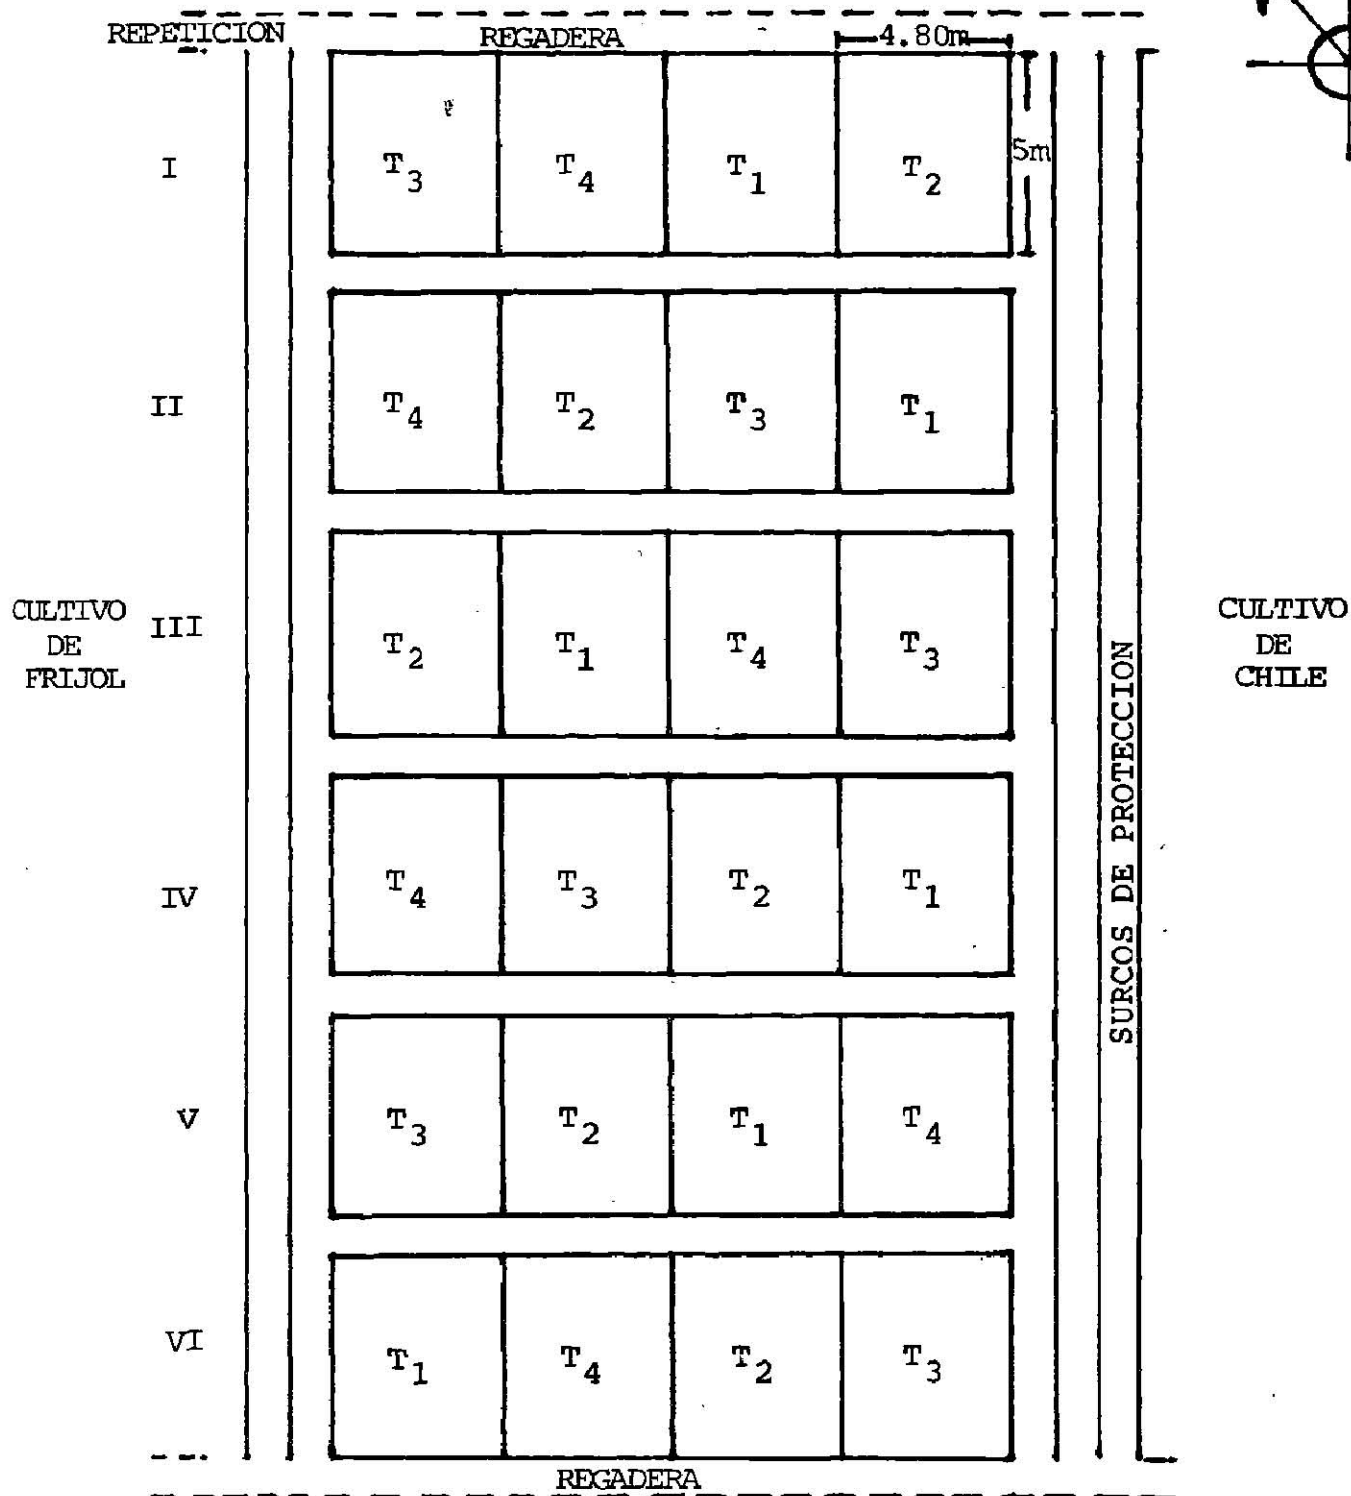 REPETICION
REGADERA
4.80m
5m
I
T3 T4 T1 T2
II
T4 T2 T3 T1
CULTIVO
DE
FRIJOL
III
T2 T1 T4 T3
CULTIVO
DE
CHILE
SURCOS DE PROTECCION
IV
T4 T3 T2 T1
V
T3 T2 T1 T4
VI
T1 T4 T2 T3
REGADERA